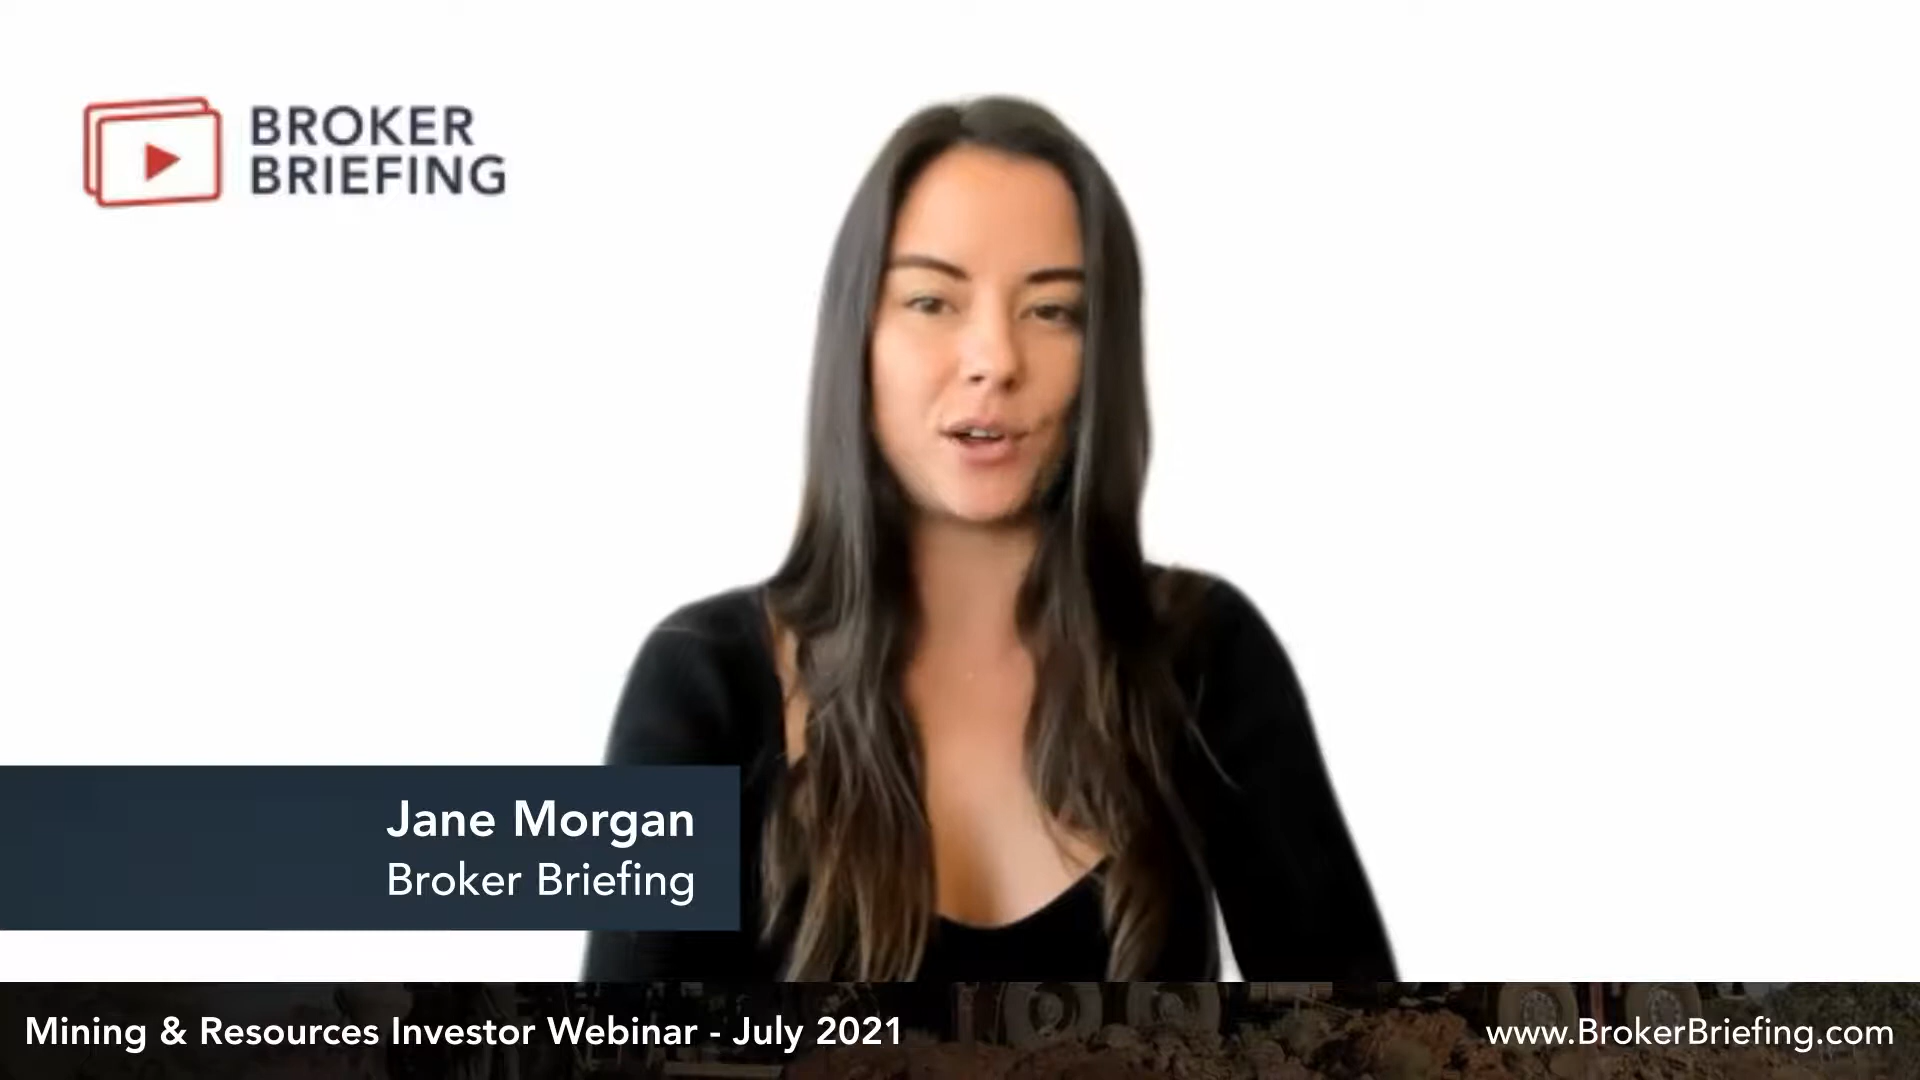 BROKER
BRIEFING
Jane Morgan
Broker Briefing
Mining & Resources Investor Webinar - July 2021
www.BrokerBriefing.com